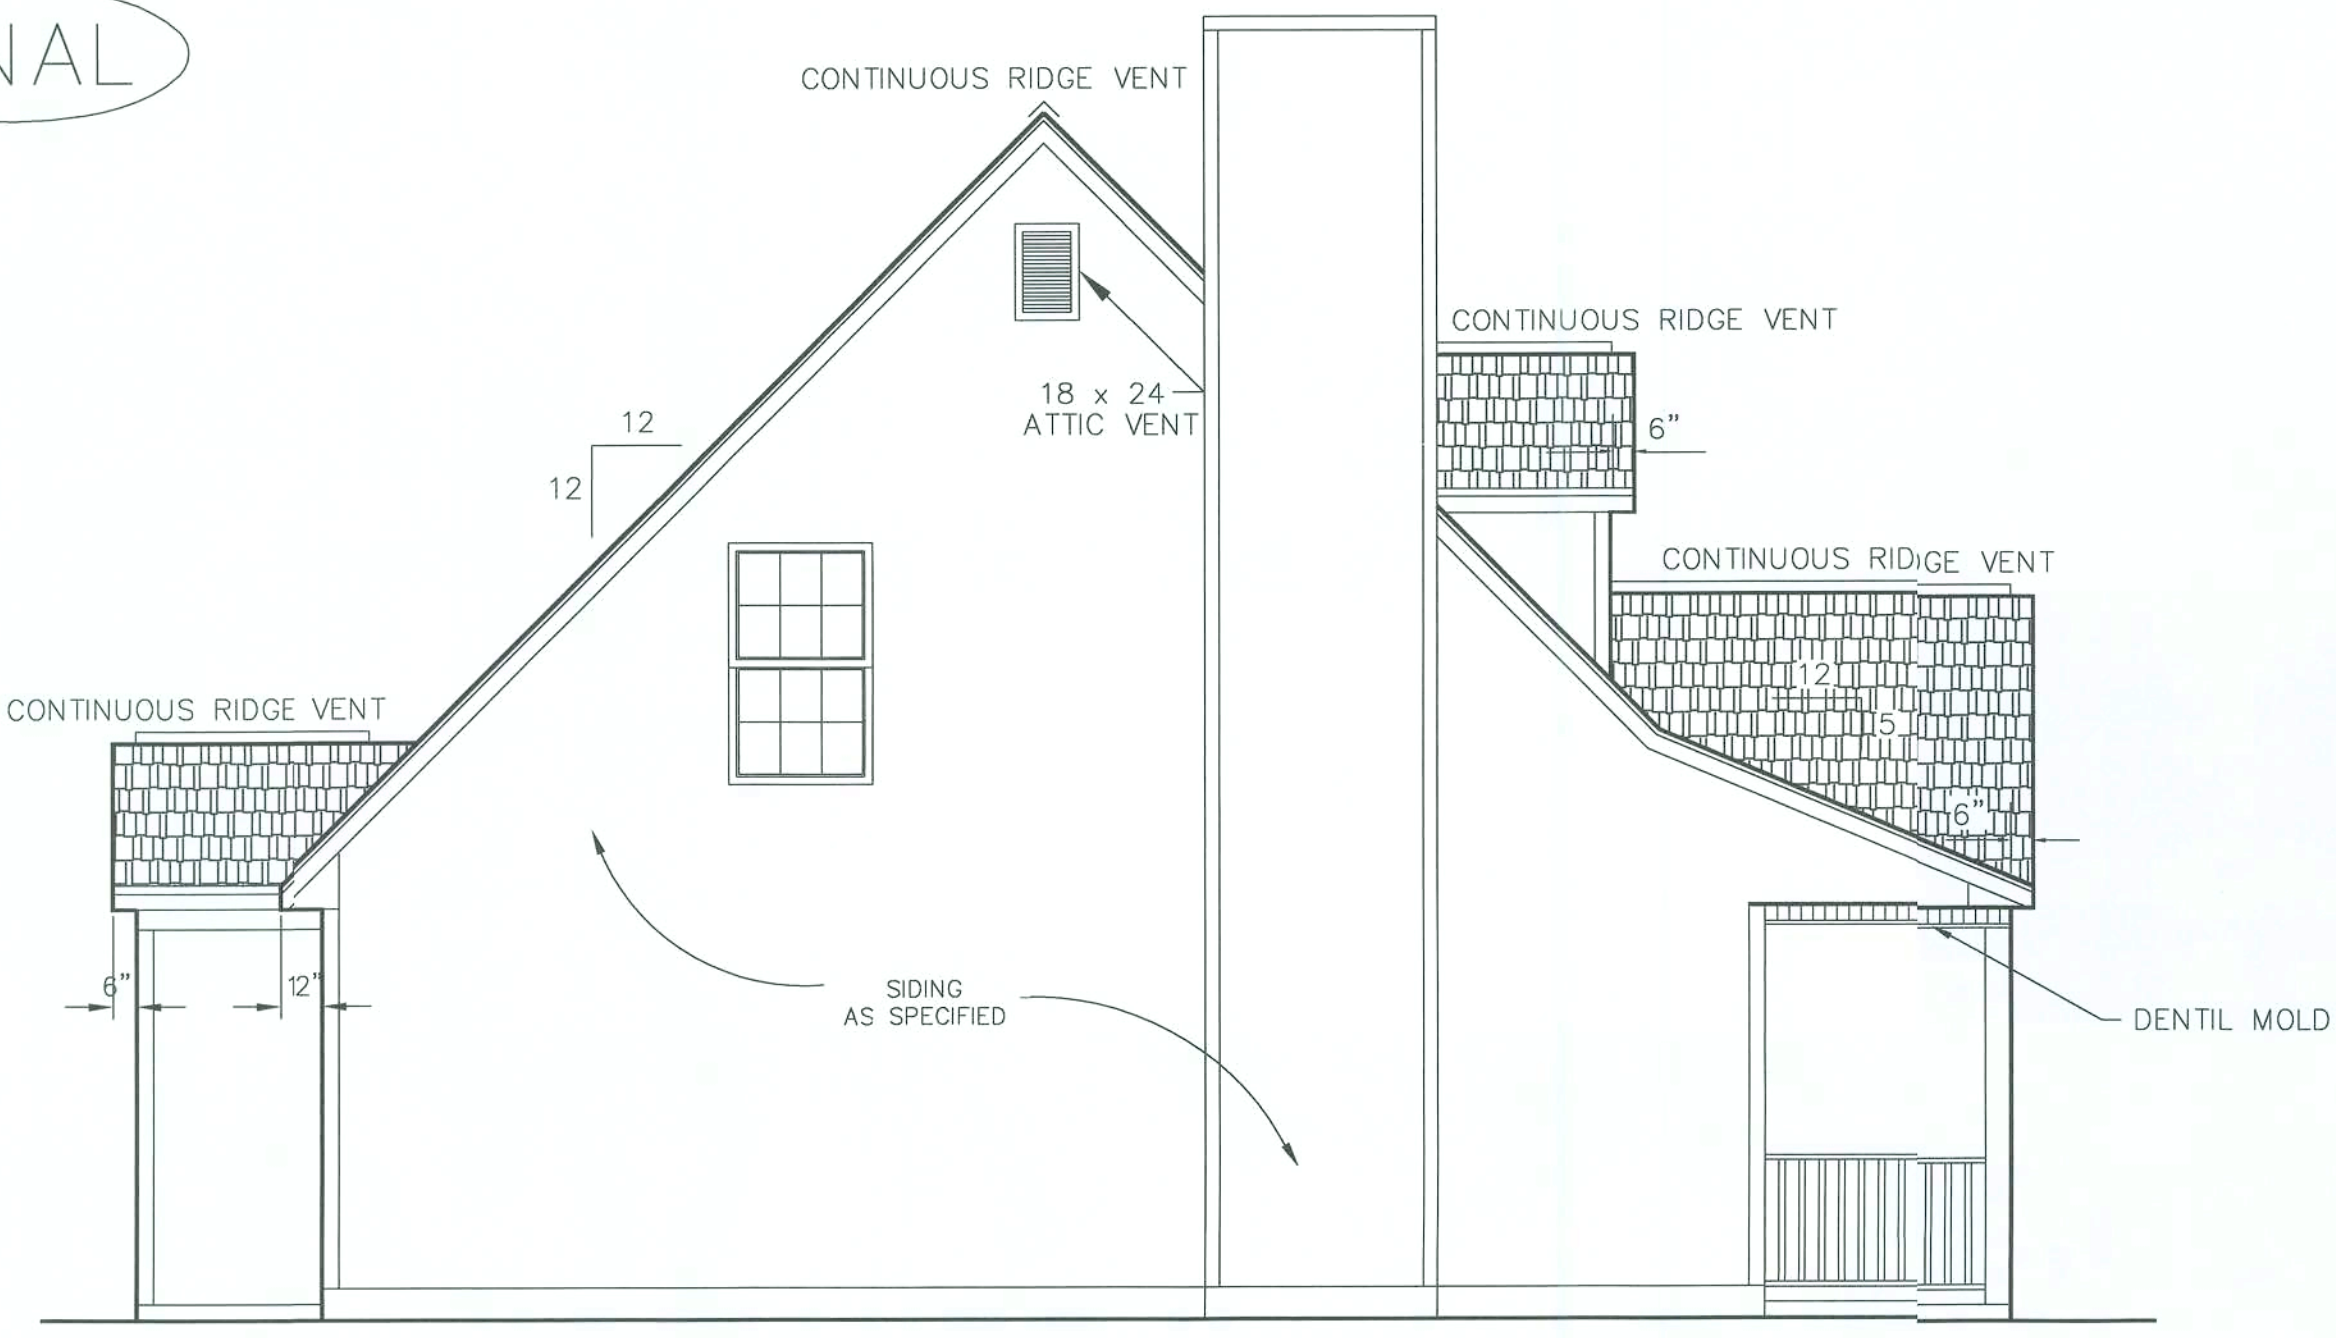 NAL
CONTINUOUS RIDGE VENT
CONTINUOUS RIDGE VENT
18 x 24
ATTIC VENT
12
12
6"
CONTINUOUS RIDGE VENT
12
5
CONTINUOUS RIDGE VENT
6"
6"
12"
SIDING
AS SPECIFIED
DENTIL MOLD